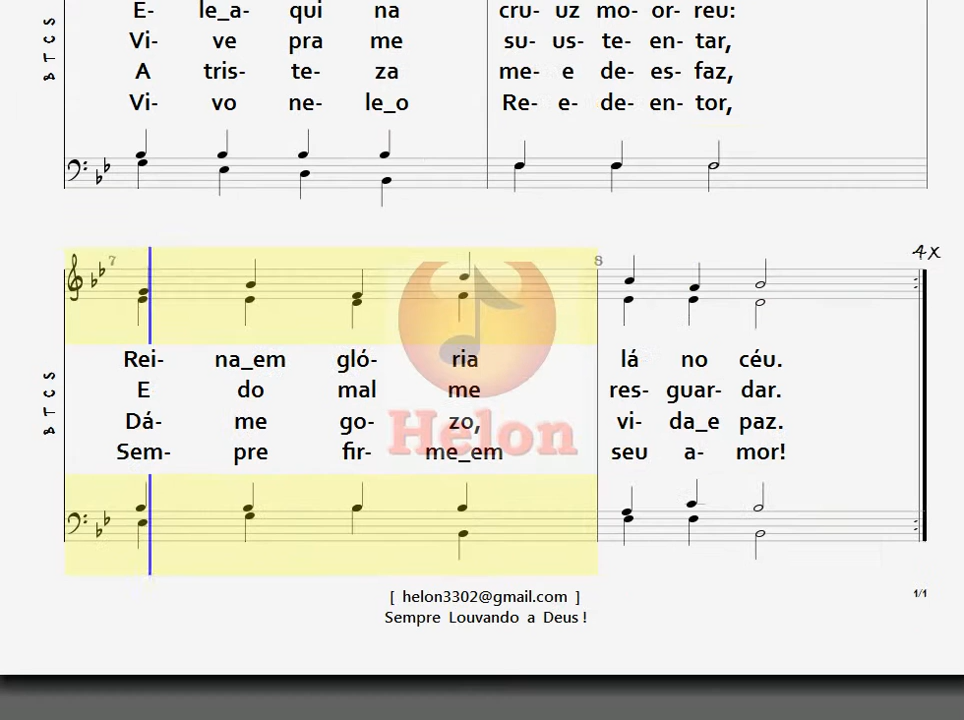 E- le_a- qui na cru- uz mo- or- reu:
Vi- ve pra me su- us- te- en- tar,
A tris- te- za me- e de- es- faz,
Vi- vo ne- le_o Re- e- de- en- tor,
A T C S
7 8 4x
Rei- na_em gló- ria lá no céu.
E do mal me res- guar- dar.
Dá- me go- zo, vi- da_e paz.
Sem- pre fir- me_em seu a- mor!
A T C S
Helon
[ helon3302@gmail.com ] 1/1
Sempre Louvando a Deus !